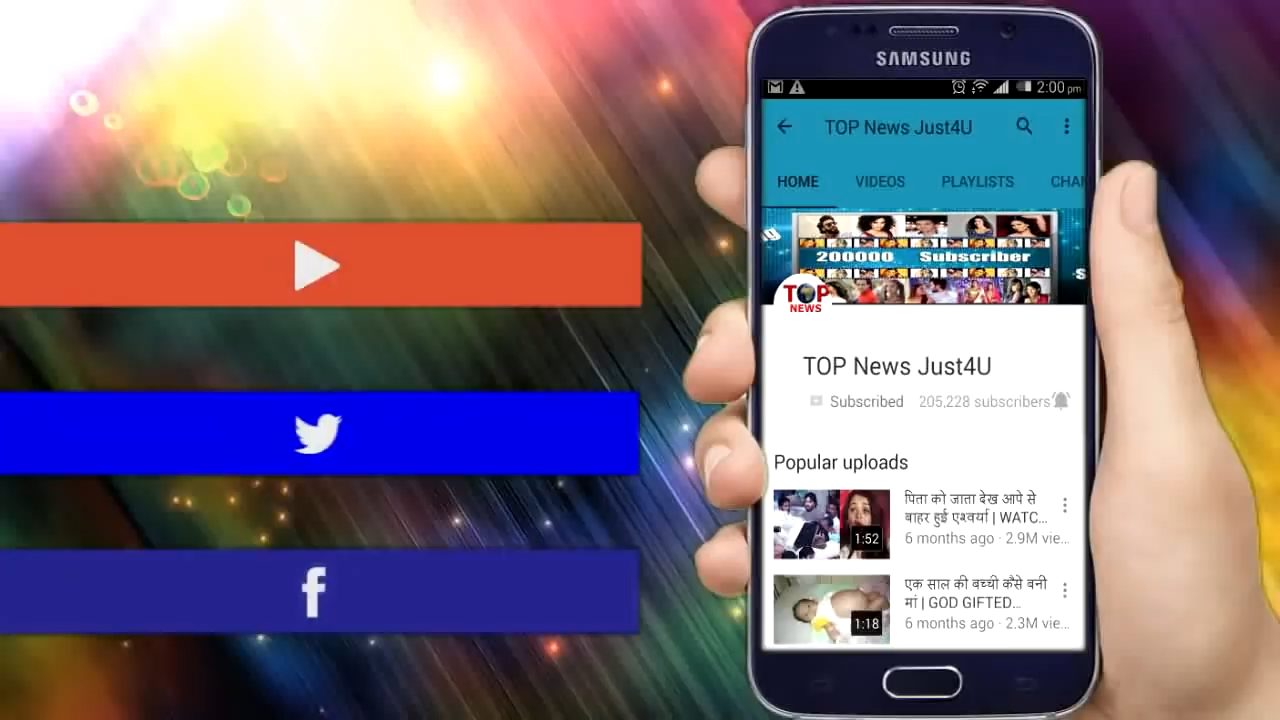 SAMSUNG
2:00 pm
TOP News Just4U
HOME VIDEOS PLAYLISTS CHAN
200000 Subscriber
TOP
NEWS
TOP News Just4U
Subscribed 205,228 subscribers
Popular uploads
पिता को जाता देख आपे से
बाहर हुई एश्वर्या | WATC...
1:52
6 months ago · 2.9M vie...
एक साल की बच्ची कैसे बनी
मां | GOD GIFTED...
1:18
6 months ago · 2.3M vie...